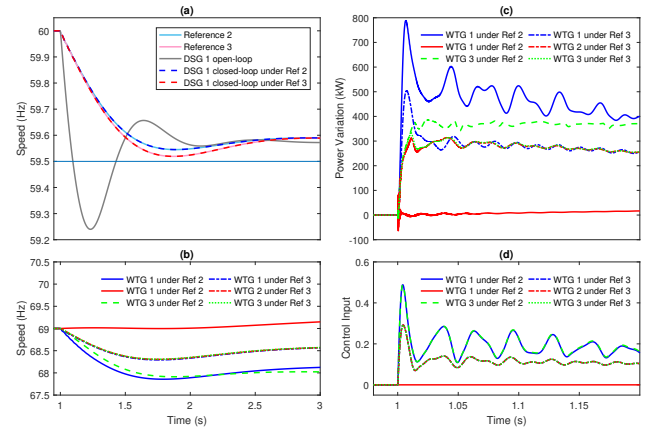 (a)
60
59.9
59.8
59.7
59.6
59.5
59.4
59.3
59.2
Speed (Hz)
Reference 2
Reference 3
DSG 1 open-loop
DSG 1 closed-loop under Ref 2
DSG 1 closed-loop under Ref 3
(b)
70.5
70
69.5
69
68.5
68
67.5
Speed (Hz)
WTG 1 under Ref 2
WTG 1 under Ref 2
WTG 3 under Ref 2
WTG 1 under Ref 3
WTG 2 under Ref 3
WTG 3 under Ref 3
1
1.5
2
2.5
3
Time (s)
(c)
800
700
600
500
400
300
200
100
0
-100
Power Variation (kW)
WTG 1 under Ref 2
WTG 1 under Ref 2
WTG 3 under Ref 2
WTG 1 under Ref 3
WTG 2 under Ref 3
WTG 3 under Ref 3
(d)
0.6
0.4
0.2
0
Control Input
WTG 1 under Ref 2
WTG 1 under Ref 2
WTG 3 under Ref 2
WTG 1 under Ref 3
WTG 2 under Ref 3
WTG 3 under Ref 3
1
1.05
1.1
1.15
Time (s)